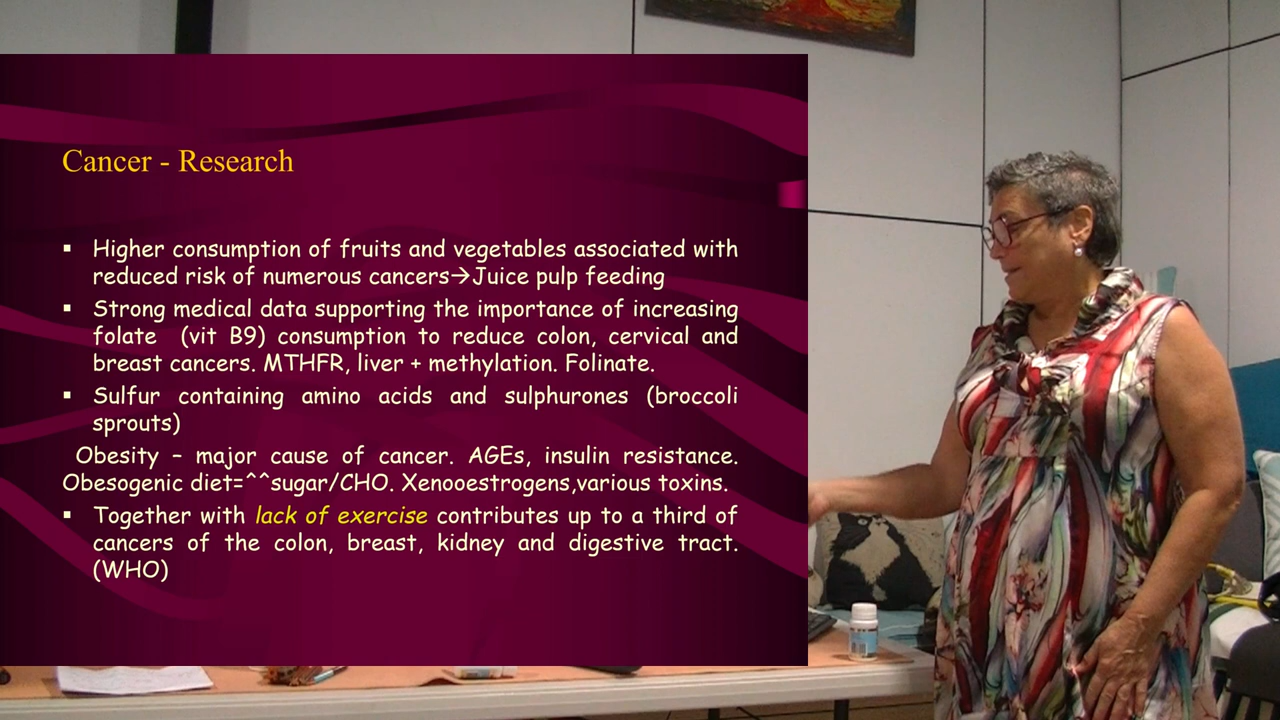 Cancer - Research
▪ Higher consumption of fruits and vegetables associated with
reduced risk of numerous cancers→Juice pulp feeding
▪ Strong medical data supporting the importance of increasing
folate (vit B9) consumption to reduce colon, cervical and
breast cancers. MTHFR, liver + methylation. Folinate.
▪ Sulfur containing amino acids and sulphurones (broccoli
sprouts)
Obesity – major cause of cancer. AGEs, insulin resistance.
Obesogenic diet=^^sugar/CHO. Xenooestrogens,various toxins.
▪ Together with lack of exercise contributes up to a third of
cancers of the colon, breast, kidney and digestive tract.
(WHO)